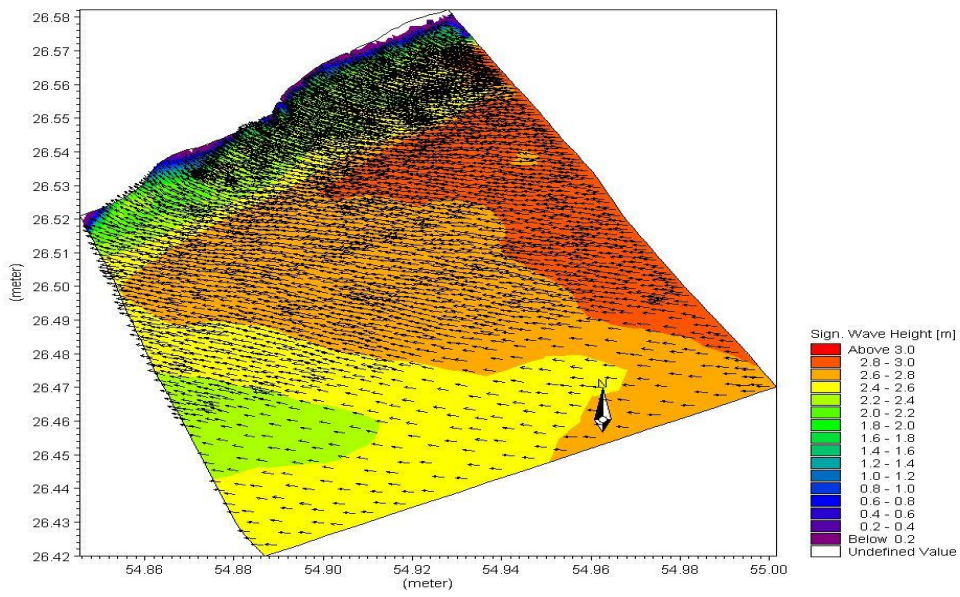 26.58
26.57
26.56
26.55
26.54
26.53
26.52
26.51
26.50
26.49
26.48
26.47
26.46
26.45
26.44
26.43
26.42
(meter)
54.86
54.88
54.90
54.92
54.94
54.96
54.98
55.00
(meter)
N
Sign. Wave Height [m]
Above 3.0
2.8 - 3.0
2.6 - 2.8
2.4 - 2.6
2.2 - 2.4
2.0 - 2.2
1.8 - 2.0
1.6 - 1.8
1.4 - 1.6
1.2 - 1.4
1.0 - 1.2
0.8 - 1.0
0.6 - 0.8
0.4 - 0.6
0.2 - 0.4
Below 0.2
Undefined Value